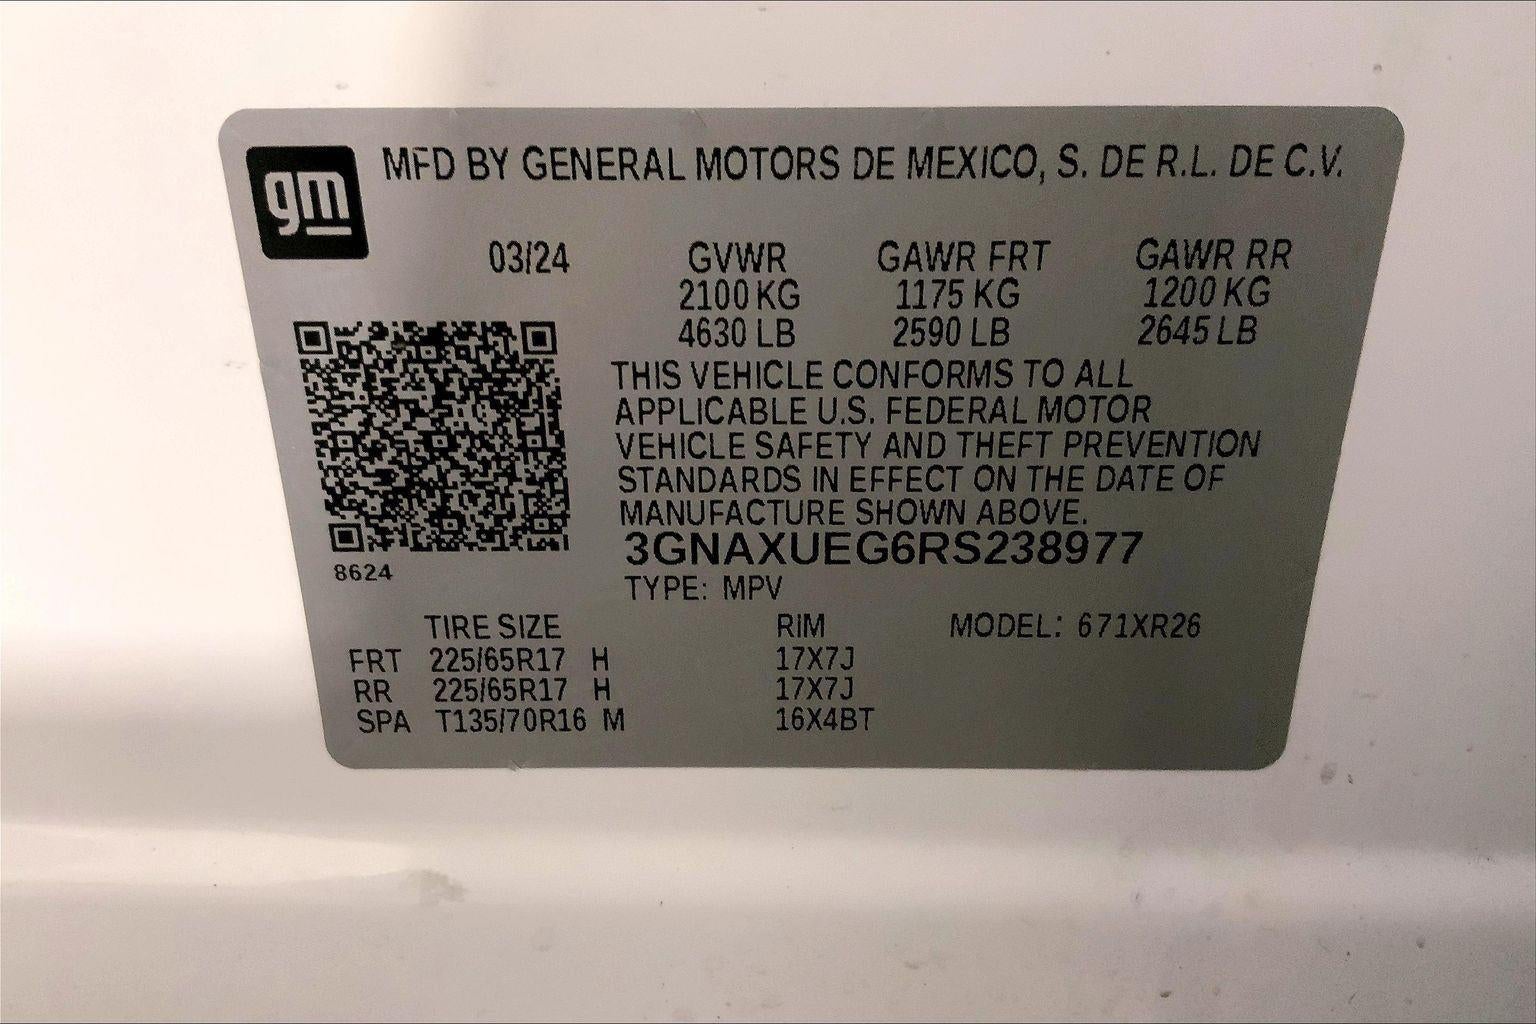 gm
MFD BY GENERAL MOTORS DE MEXICO, S. DE R.L. DE C.V.
03/24 GVWR GAWR FRT GAWR RR
2100 KG 1175 KG 1200 KG
4630 LB 2590 LB 2645 LB
THIS VEHICLE CONFORMS TO ALL
APPLICABLE U.S. FEDERAL MOTOR
VEHICLE SAFETY AND THEFT PREVENTION
STANDARDS IN EFFECT ON THE DATE OF
MANUFACTURE SHOWN ABOVE.
3GNAXUEG6RS238977
8624
TYPE: MPV
TIRE SIZE RIM MODEL: 671XR26
FRT 225/65R17 H 17X7J
RR 225/65R17 H 17X7J
SPA T135/70R16 M 16X4BT